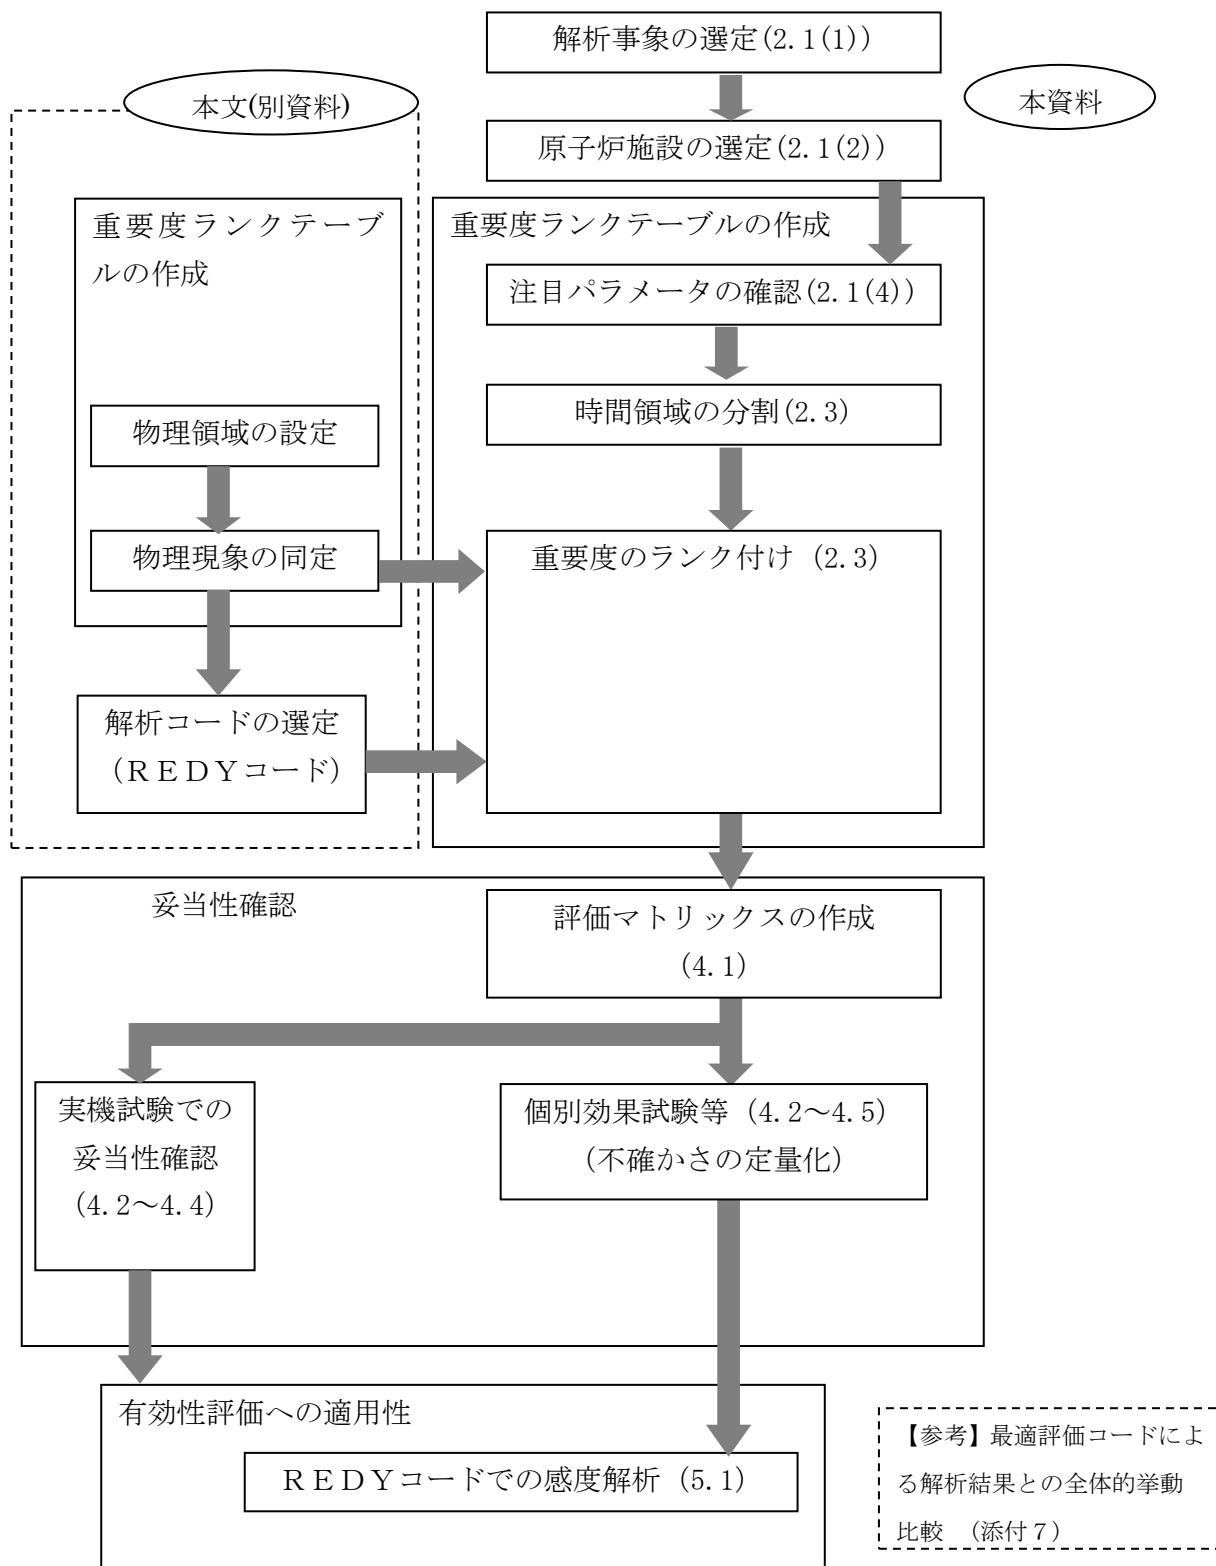 解析事象の選定(2.1(1))
本文(別資料)
本資料
原子炉施設の選定(2.1(2))
重要度ランクテーブ
ルの作成
重要度ランクテーブルの作成
注目パラメータの確認(2.1(4))
時間領域の分割(2.3)
物理領域の設定
物理現象の同定
重要度のランク付け（2.3）
解析コードの選定
（ＲＥＤＹコード）
妥当性確認
評価マトリックスの作成
(4.1)
実機試験での
妥当性確認
(4.2～4.4)
個別効果試験等（4.2～4.5）
（不確かさの定量化）
有効性評価への適用性
ＲＥＤＹコードでの感度解析（5.1）
【参考】最適評価コードによ
る解析結果との全体的挙動
比較　（添付７）